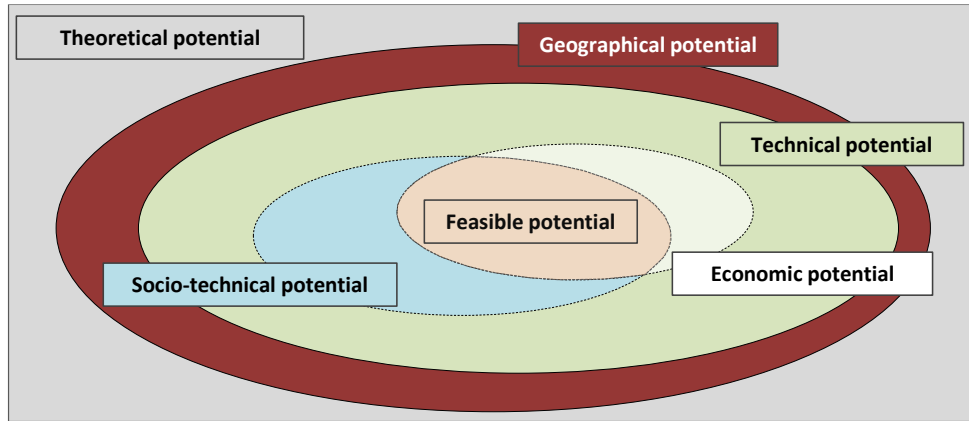 Theoretical potential
Geographical potential
Technical potential
Feasible potential
Economic potential
Socio-technical potential